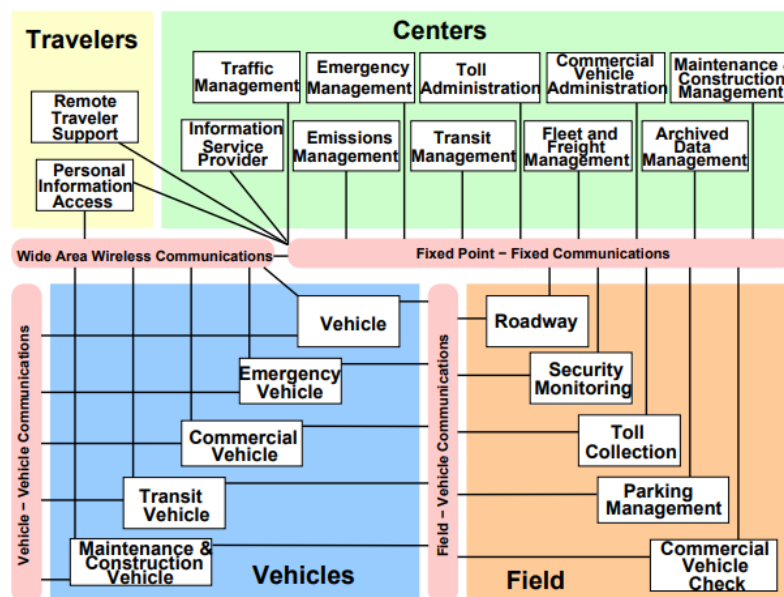 Travelers
Centers
Traffic
Management
Emergency
Management
Toll
Administration
Commercial
Vehicle
Administration
Maintenance &
Construction
Management
Remote
Traveler
Support
Information
Service
Provider
Emissions
Management
Transit
Management
Fleet and
Freight
Management
Archived
Data
Management
Personal
Information
Access
Wide Area Wireless Communications
Fixed Point – Fixed Communications
Vehicle – Vehicle Communications
Vehicle
Emergency
Vehicle
Commercial
Vehicle
Transit
Vehicle
Maintenance &
Construction
Vehicle
Vehicles
Field – Vehicle Communications
Roadway
Security
Monitoring
Toll
Collection
Parking
Management
Commercial
Vehicle
Check
Field